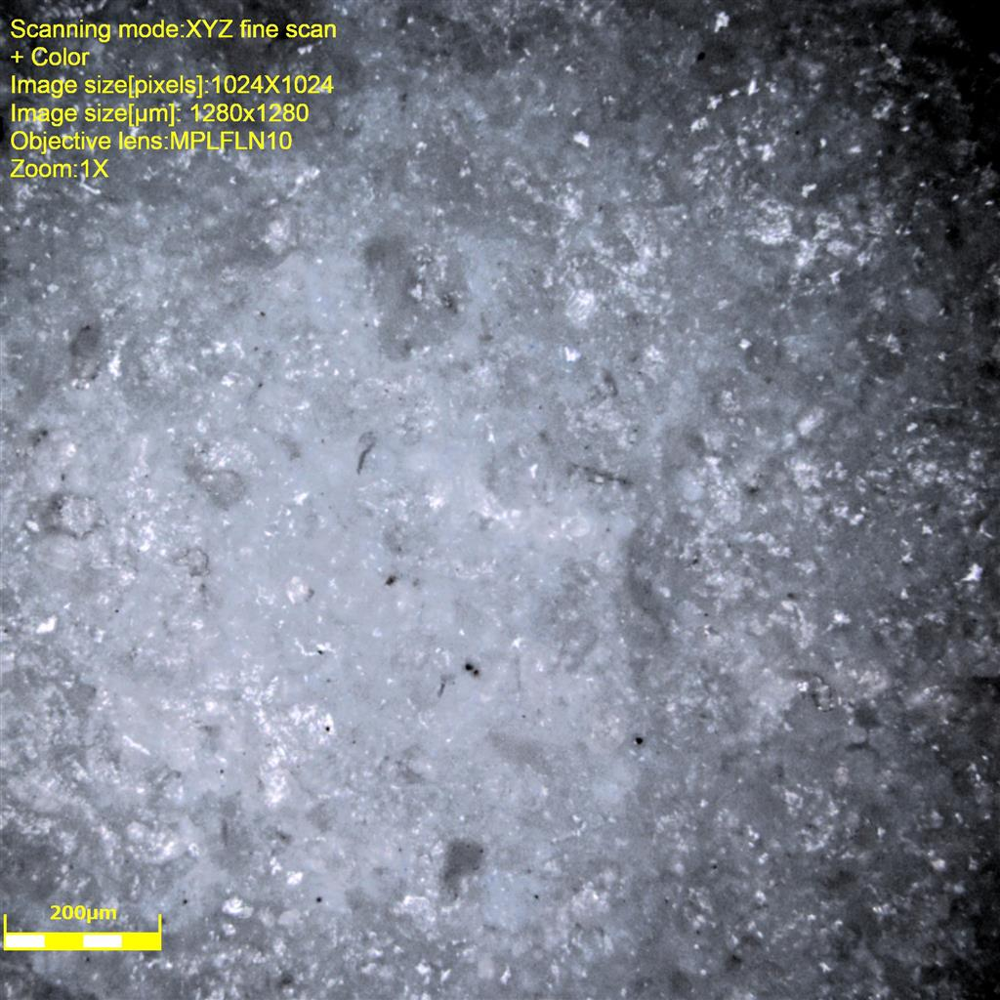 Scanning mode:XYZ fine scan
+ Color
Image size[pixels]:1024X1024
Image size[µm]: 1280x1280
Objective lens:MPLFLN10
Zoom:1X
200µm